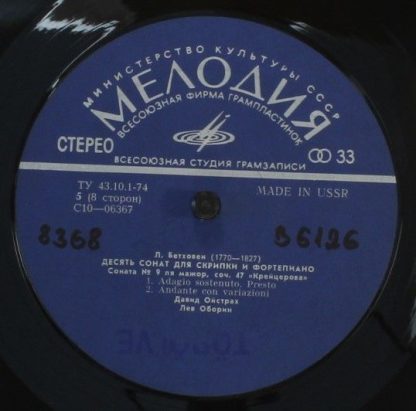 МИНИСТЕРСТВО КУЛЬТУРЫ СССР
МЕЛОДИЯ
ВСЕСОЮЗНАЯ ФИРМА ГРАМПЛАСТИНОК
СТЕРЕО
33
ВСЕСОЮЗНАЯ СТУДИЯ ГРАМЗАПИСИ
ТУ 43.10.1-74
5 (8 сторон)
С10—06367
MADE IN USSR
8368
36126
Л. Бетховен (1770—1827)
ДЕСЯТЬ СОНАТ ДЛЯ СКРИПКИ И ФОРТЕПИАНО
Соната № 9 ля мажор, соч. 47 «Крейцерова»
1. Adagio sostenuto. Presto
2. Andante con variazioni
Давид Ойстрах
Лев Оборин